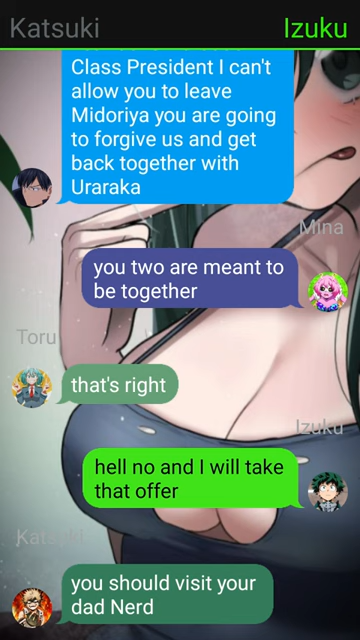 Katsuki Izuku
Class President I can't
allow you to leave
Midoriya you are going
to forgive us and get
back together with
Uraraka
Mina
you two are meant to
be together
Toru
that's right
Izuku
hell no and I will take
that offer
Katsuki
you should visit your
dad Nerd